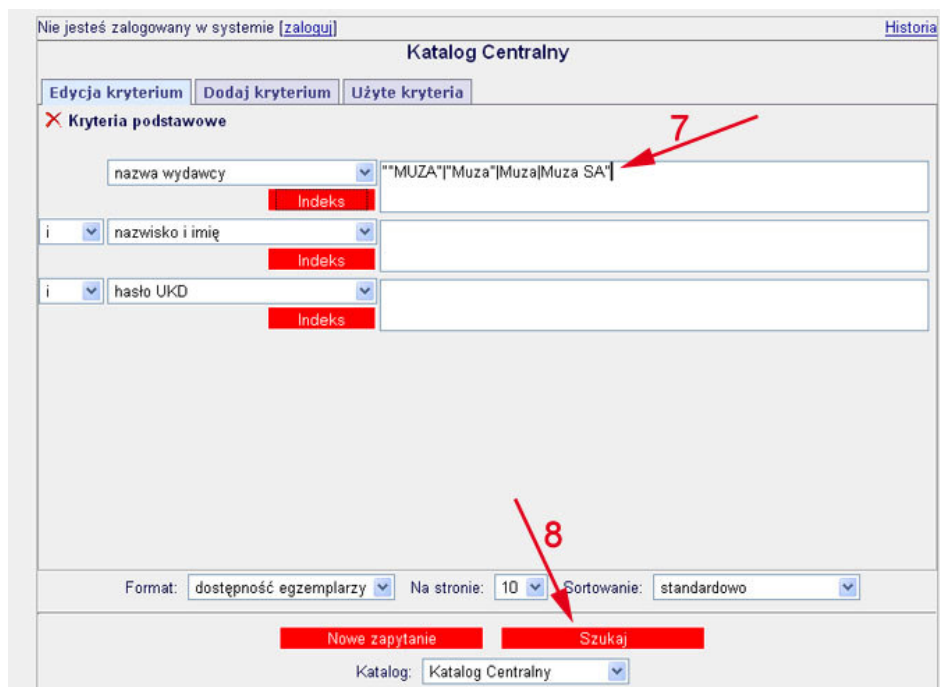 Nie jesteś zalogowany w systemie [zaloguj] Historia
Katalog Centralny
Edycja kryterium Dodaj kryterium Użyte kryteria
Kryteria podstawowe
7
nazwa wydawcy ""MUZA"|"Muza"|Muza|Muza SA"
Indeks
i nazwisko i imię
Indeks
i hasło UKD
Indeks
8
Format: dostępność egzemplarzy Na stronie: 10 Sortowanie: standardowo
Nowe zapytanie Szukaj
Katalog: Katalog Centralny